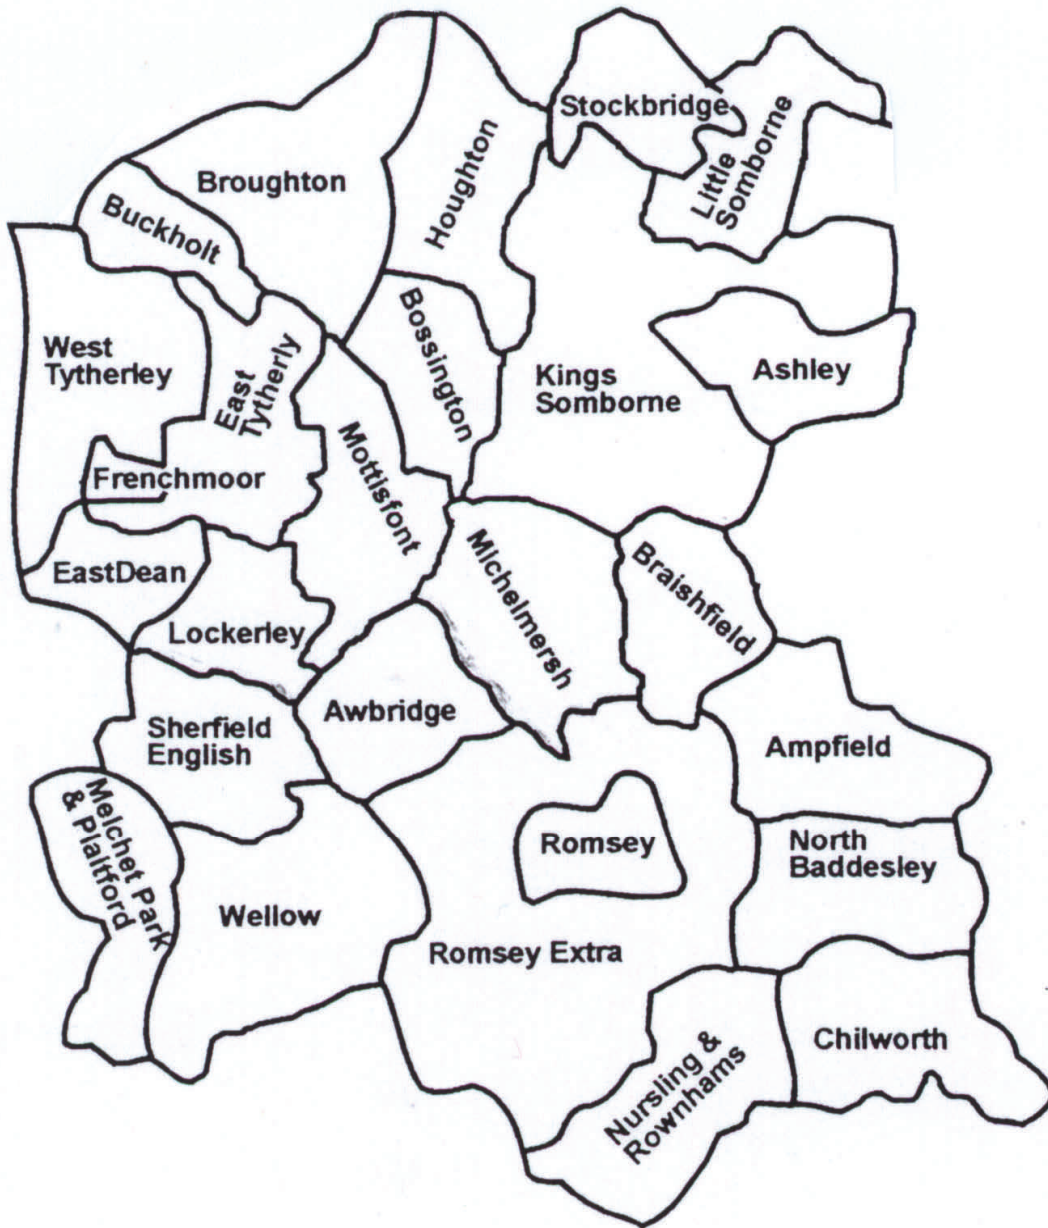 Stockbridge
Little
Somborne
Broughton
Houghton
Buckholt
West
Tytherley
East
Tytherly
Bossington
Kings
Somborne
Ashley
Frenchmoor
Mottisfont
EastDean
Lockerley
Michelmersh
Braishfield
Sherfield
English
Awbridge
Ampfield
Melchet Park
& Plaitford
Romsey
North
Baddesley
Wellow
Romsey Extra
Nursling &
Rownhams
Chilworth